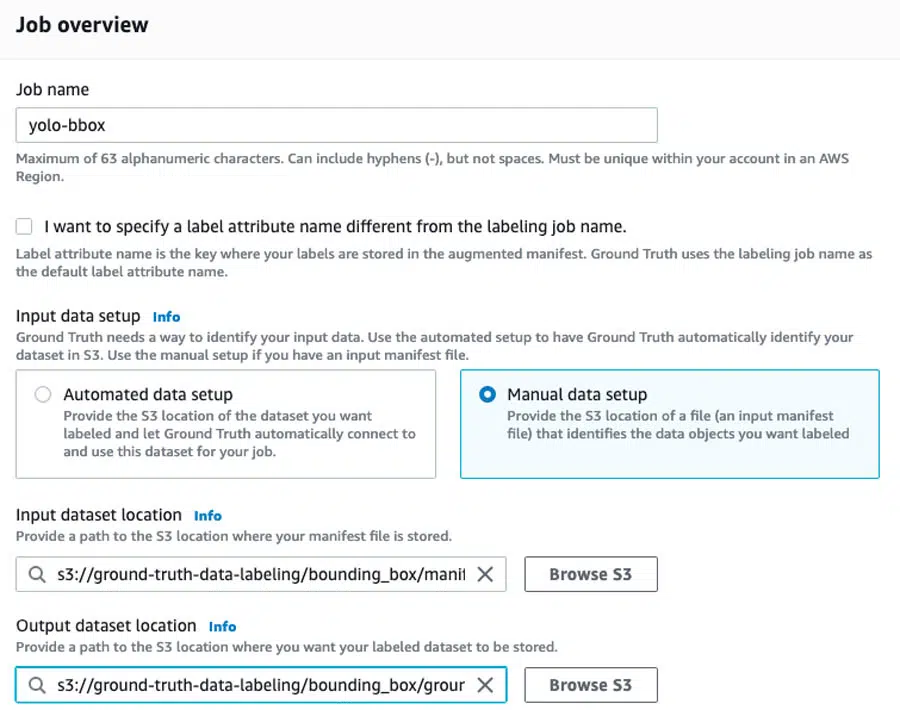 Job overview
Job name
yolo-bbox
Maximum of 63 alphanumeric characters. Can include hyphens (-), but not spaces. Must be unique within your account in an AWS
Region.
I want to specify a label attribute name different from the labeling job name.
Label attribute name is the key where your labels are stored in the augmented manifest. Ground Truth uses the labeling job name as
the default label attribute name.
Input data setup Info
Ground Truth needs a way to identify your input data. Use the automated setup to have Ground Truth automatically identify your
dataset in S3. Use the manual setup if you have an input manifest file.
Automated data setup
Provide the S3 location of the dataset you want
labeled and let Ground Truth automatically connect to
and use this dataset for your job.
Manual data setup
Provide the S3 location of a file (an input manifest
file) that identifies the data objects you want labeled
Input dataset location Info
Provide a path to the S3 location where your manifest file is stored.
s3://ground-truth-data-labeling/bounding_box/manif
Browse S3
Output dataset location Info
Provide a path to the S3 location where you want your labeled dataset to be stored.
s3://ground-truth-data-labeling/bounding_box/groun
Browse S3